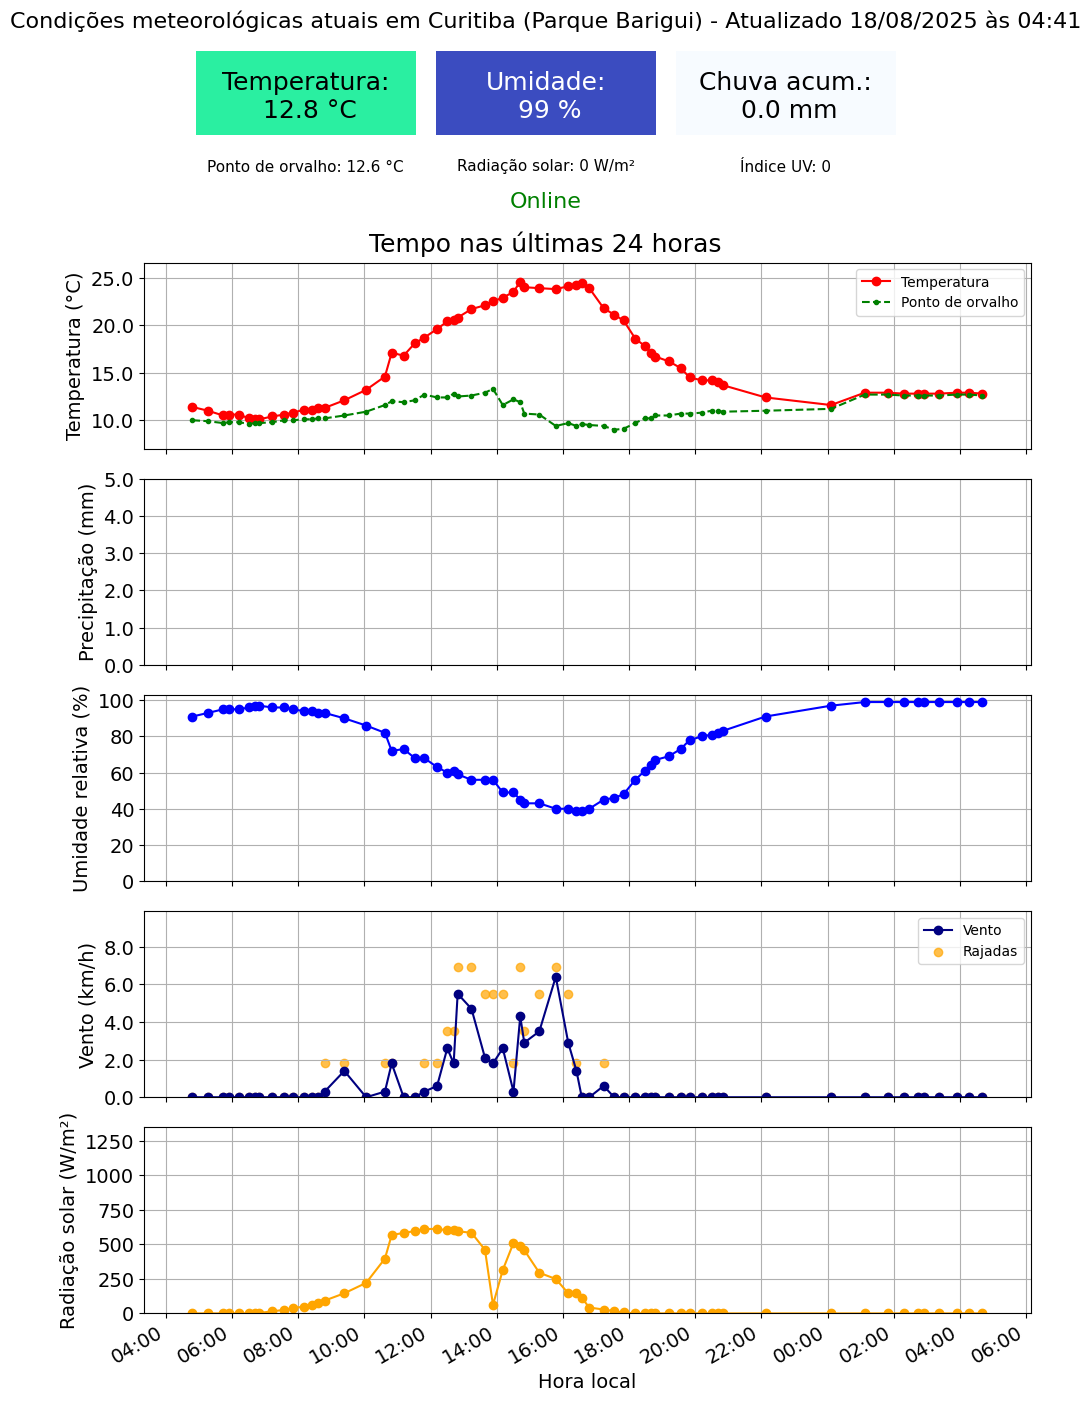 Condições meteorológicas atuais em Curitiba (Parque Barigui) - Atualizado 18/08/2025 às 04:41
Temperatura:
12.8 °C
Umidade:
99 %
Chuva acum.:
0.0 mm
Ponto de orvalho: 12.6 °C
Radiação solar: 0 W/m²
Índice UV: 0
Online
Tempo nas últimas 24 horas
Temperatura (°C)
25.0
20.0
15.0
10.0
Temperatura
Ponto de orvalho
Precipitação (mm)
5.0
4.0
3.0
2.0
1.0
0.0
Umidade relativa (%)
100
80
60
40
20
0
Vento (km/h)
8.0
6.0
4.0
2.0
0.0
Vento
Rajadas
Radiação solar (W/m²)
1250
1000
750
500
250
0
04:00
06:00
08:00
10:00
12:00
14:00
16:00
18:00
20:00
22:00
00:00
02:00
04:00
06:00
Hora local